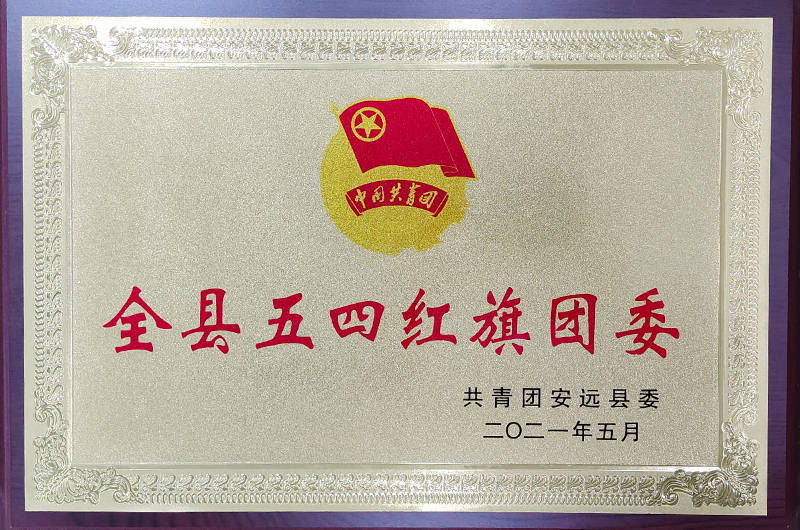 中国共青团
全县五四红旗团委
共青团安远县委
二〇二一年五月